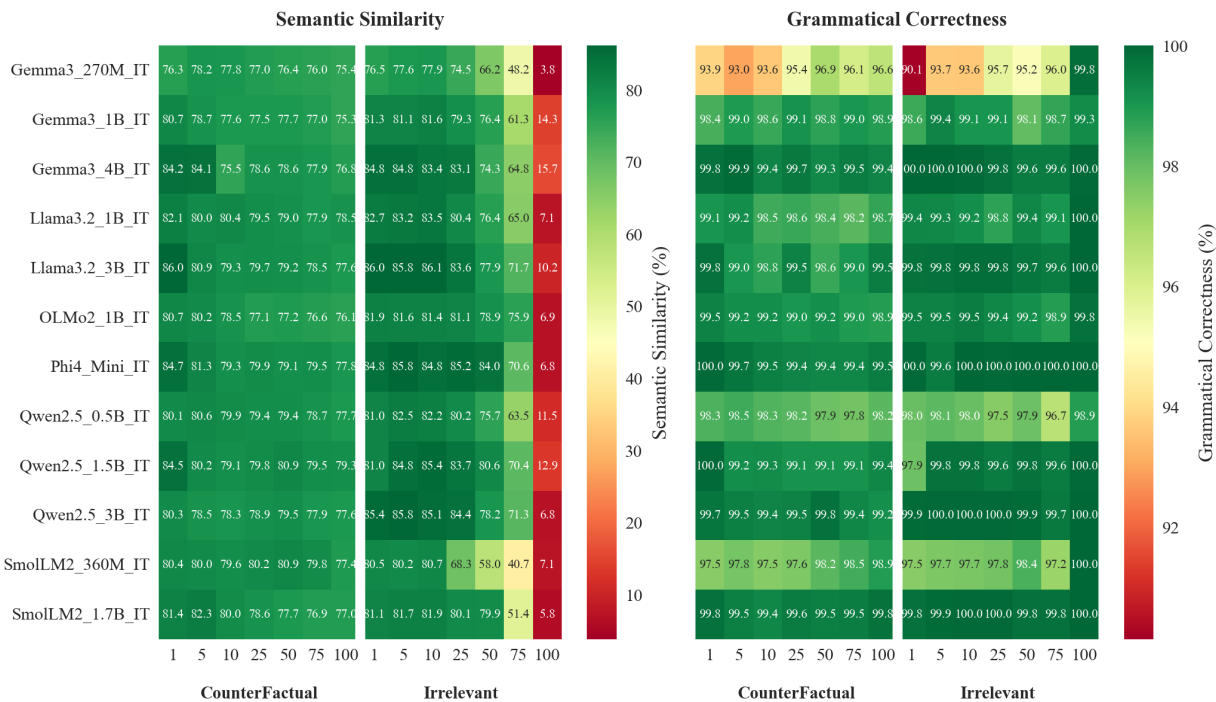 Semantic Similarity Grammatical Correctness
Gemma3_270M_IT 76.3 78.2 77.8 77.0 76.4 76.0 75.4 76.5 77.6 77.9 74.5 66.2 48.2 3.8 93.9 93.0 93.6 95.4 96.9 96.1 96.6 90.1 93.7 93.6 95.7 95.2 96.0 99.8 100
Gemma3_1B_IT 80.7 78.7 77.6 77.5 77.7 77.0 75.3 81.3 81.1 81.6 79.3 76.4 61.3 14.3 80 98.4 99.0 98.6 99.1 98.8 99.0 98.9 98.6 99.4 99.1 99.1 98.1 98.7 99.3
Gemma3_4B_IT 84.2 84.1 75.5 78.6 78.6 77.9 76.8 84.8 84.8 83.4 83.1 74.3 64.8 15.7 70 99.8 99.9 99.4 99.7 99.3 99.5 99.4 100.0 100.0 100.0 99.8 99.6 99.6 100.0 98
Llama3.2_1B_IT 82.1 80.0 80.4 79.5 79.0 77.9 78.5 82.7 83.2 83.5 80.4 76.4 65.0 7.1 60 99.1 99.2 98.5 98.6 98.4 98.2 98.7 99.4 99.3 99.2 98.8 99.4 99.1 100.0
Llama3.2_3B_IT 86.0 80.9 79.3 79.7 79.2 78.5 77.6 86.0 85.8 86.1 83.6 77.9 71.7 10.2 99.8 99.0 98.8 99.5 98.6 99.0 99.5 99.8 99.8 99.8 99.8 99.7 99.6 100.0 96
OLMo2_1B_IT 80.7 80.2 78.5 77.1 77.2 76.6 76.1 81.9 81.6 81.4 81.1 78.9 75.9 6.9 50 99.5 99.2 99.2 99.0 99.2 99.0 98.9 99.5 99.5 99.5 99.4 99.2 98.9 99.8
Phi4_Mini_IT 84.7 81.3 79.3 79.9 79.1 79.5 77.8 84.8 85.8 84.8 85.2 84.0 70.6 6.8 40 100.0 99.7 99.5 99.4 99.4 99.4 99.5 100.0 99.6 100.0 100.0 100.0 100.0 100.0
Qwen2.5_0.5B_IT 80.1 80.6 79.9 79.4 79.4 78.7 77.7 81.0 82.5 82.2 80.2 75.7 63.5 11.5 98.3 98.5 98.3 98.2 97.9 97.8 98.2 98.0 98.1 98.0 97.5 97.9 96.7 98.9 94
Qwen2.5_1.5B_IT 84.5 80.2 79.1 79.8 80.9 79.5 79.3 81.0 84.8 85.4 83.7 80.6 70.4 12.9 30 100.0 99.2 99.3 99.1 99.1 99.1 99.4 97.9 99.8 99.8 99.6 99.8 99.6 100.0
Qwen2.5_3B_IT 80.3 78.5 78.3 78.9 79.5 77.9 77.6 85.4 85.8 85.1 84.4 78.2 71.3 6.8 20 99.7 99.5 99.4 99.5 99.8 99.4 99.2 99.9 100.0 100.0 100.0 99.9 99.7 100.0 92
SmolLM2_360M_IT 80.4 80.0 79.6 80.2 80.9 79.8 77.4 80.5 80.2 80.7 68.3 58.0 40.7 7.1 10 97.5 97.8 97.5 97.6 98.2 98.5 98.9 97.5 97.7 97.7 97.8 98.4 97.2 100.0
SmolLM2_1.7B_IT 81.4 82.3 80.0 78.6 77.7 76.9 77.0 81.1 81.7 81.9 80.1 79.9 51.4 5.8 99.8 99.5 99.4 99.6 99.5 99.5 99.8 99.8 99.9 100.0 100.0 99.8 99.8 100.0
Semantic Similarity (%)
Grammatical Correctness (%)
1 5 10 25 50 75 100 1 5 10 25 50 75 100 1 5 10 25 50 75 100 1 5 10 25 50 75 100
CounterFactual Irrelevant CounterFactual Irrelevant